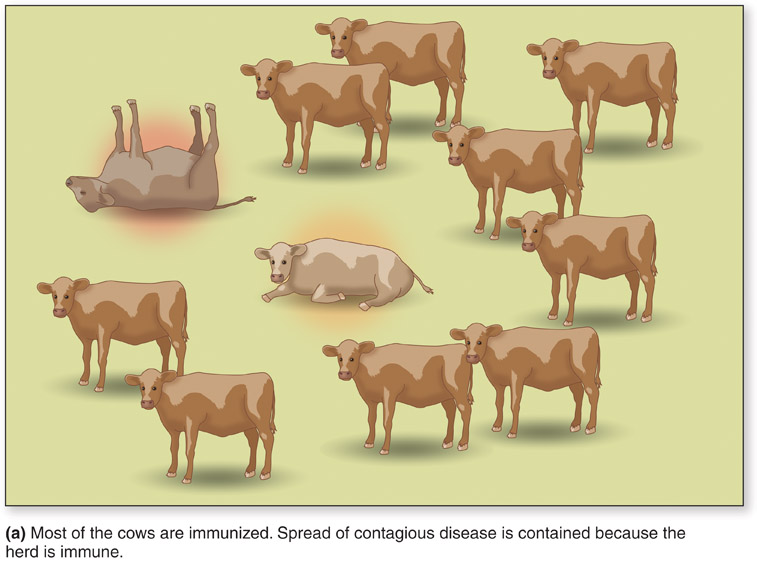 (a) Most of the cows are immunized. Spread of contagious disease is contained because the
herd is immune.